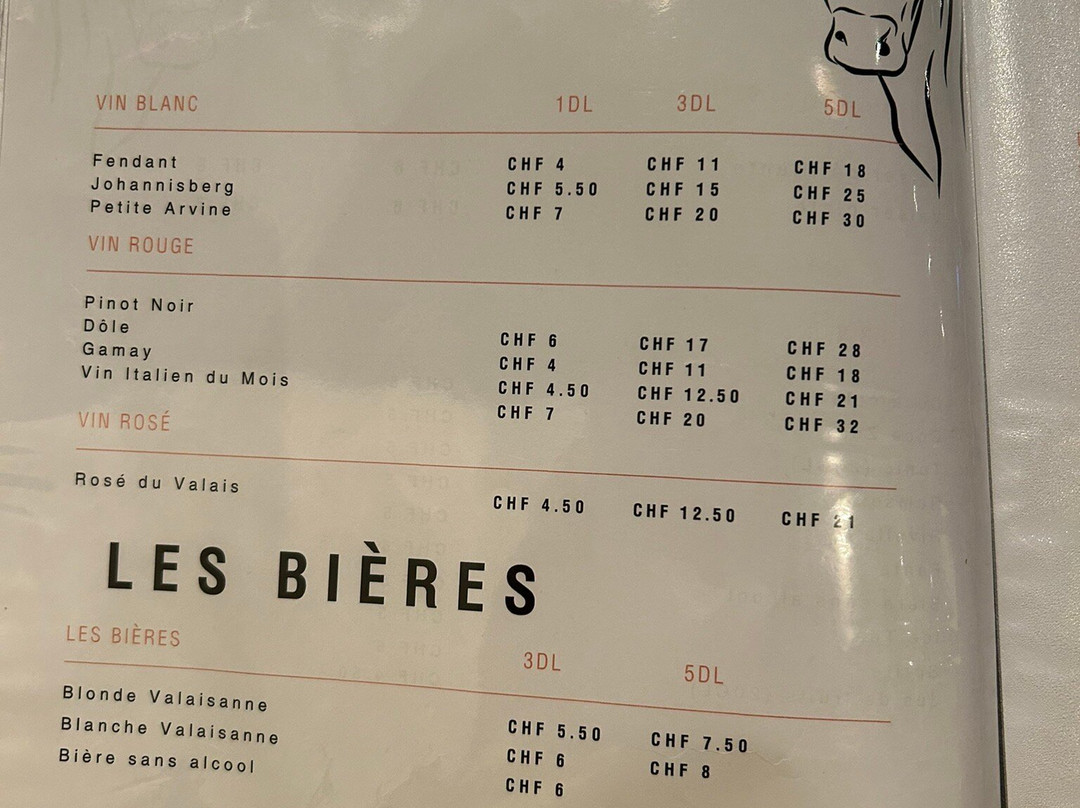 VIN BLANC 1DL 3DL 5DL
Fendant CHF 4 CHF 11 CHF 18
Johannisberg CHF 5.50 CHF 15 CHF 25
Petite Arvine CHF 7 CHF 20 CHF 30
VIN ROUGE
Pinot Noir CHF 6 CHF 17 CHF 28
Dôle CHF 4 CHF 11 CHF 18
Gamay CHF 4.50 CHF 12.50 CHF 21
Vin Italien du Mois CHF 7 CHF 20 CHF 32
VIN ROSÉ
Rosé du Valais CHF 4.50 CHF 12.50 CHF 21
LES BIÈRES
LES BIÈRES 3DL 5DL
Blonde Valaisanne CHF 5.50 CHF 7.50
Blanche Valaisanne CHF 6 CHF 8
Bière sans alcool CHF 6